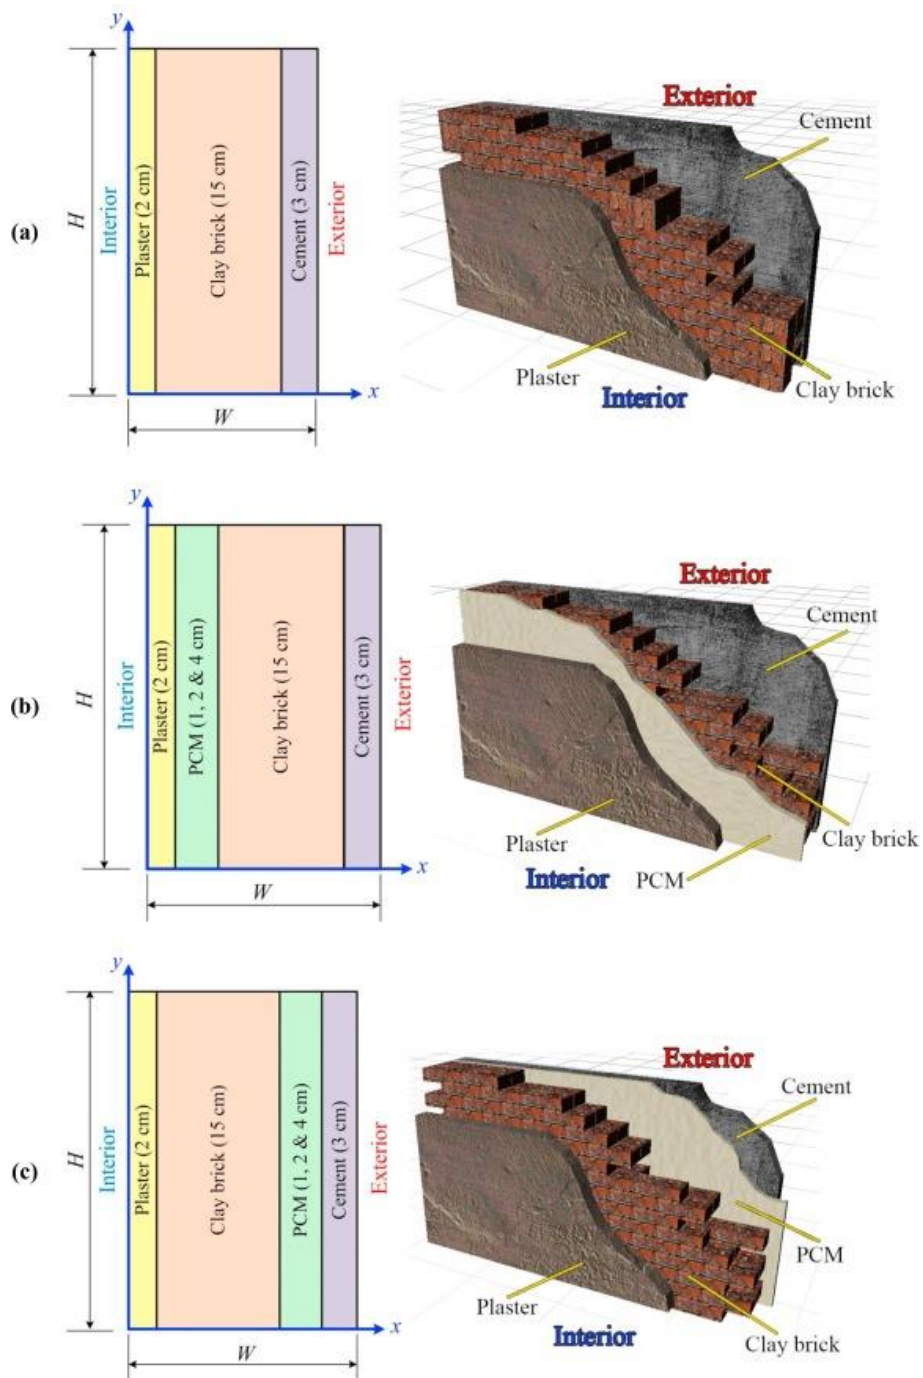 (a)
y
H
Interior
Plaster (2 cm)
Clay brick (15 cm)
Cement (3 cm)
Exterior
x
W
Exterior
Cement
Plaster
Clay brick
Interior
(b)
y
H
Interior
Plaster (2 cm)
PCM (1, 2 & 4 cm)
Clay brick (15 cm)
Cement (3 cm)
Exterior
x
W
Exterior
Cement
Plaster
Clay brick
Interior
PCM
(c)
y
H
Interior
Plaster (2 cm)
Clay brick (15 cm)
PCM (1, 2 & 4 cm)
Cement (3 cm)
Exterior
x
W
Exterior
Cement
PCM
Plaster
Clay brick
Interior